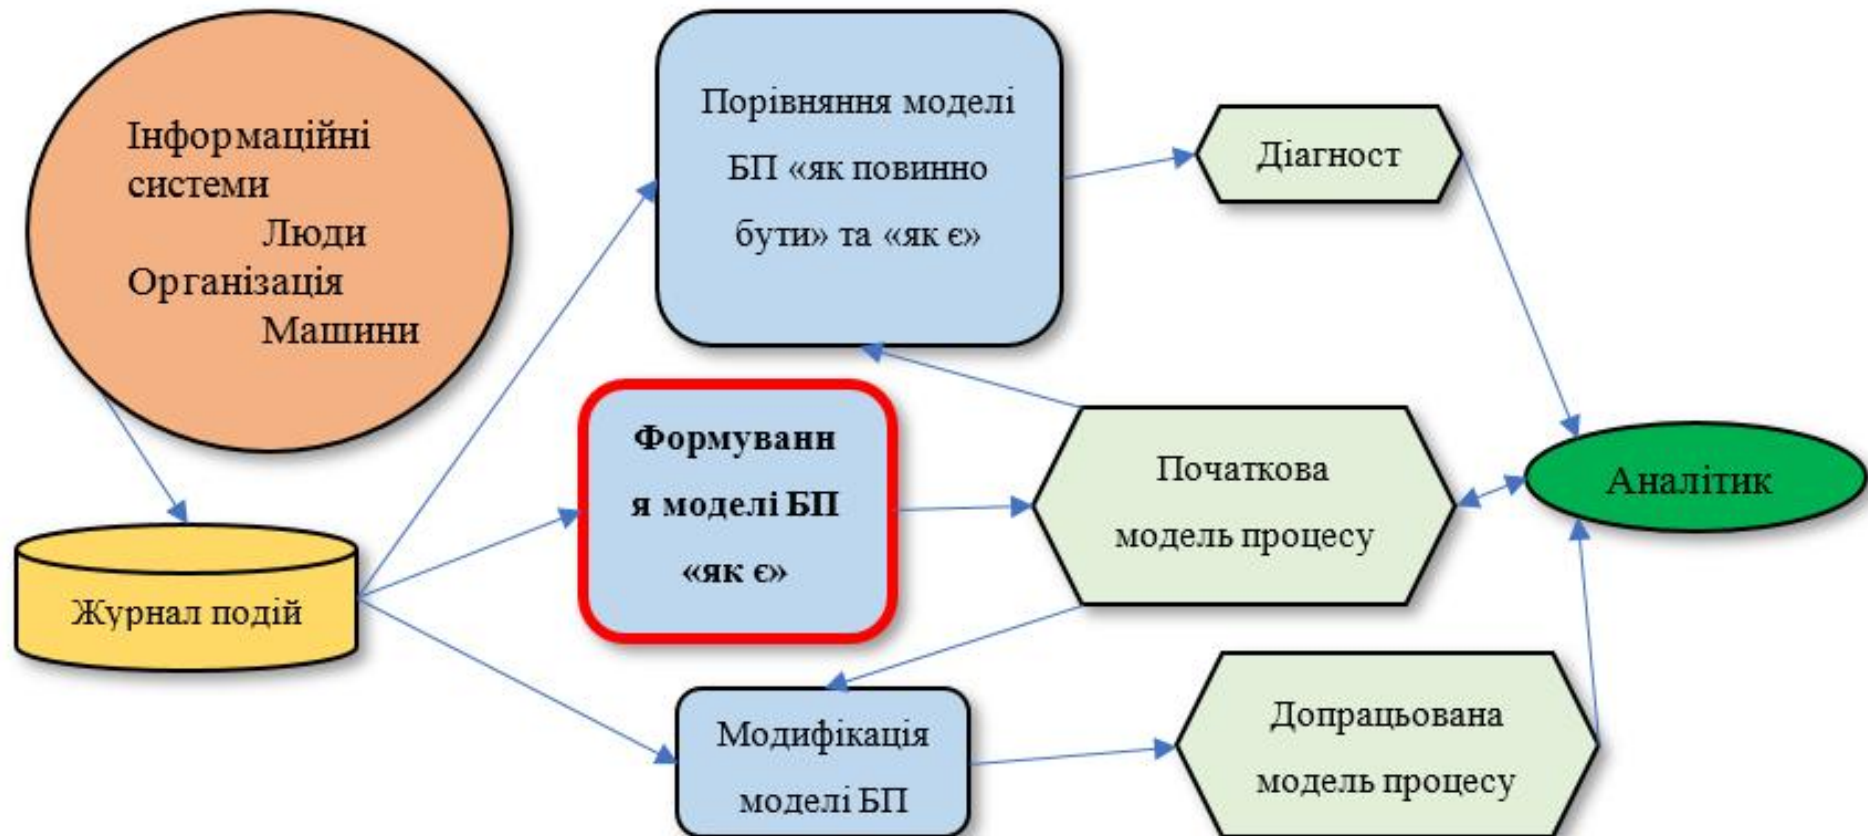 Інформаційні
системи
Люди
Організація
Машини
Журнал подій
Порівняння моделі
БП «як повинно
бути» та «як є»
Формуванн
я моделі БП
«як є»
Модифікація
моделі БП
Діагност
Початкова
модель процесу
Допрацьована
модель процесу
Аналітик